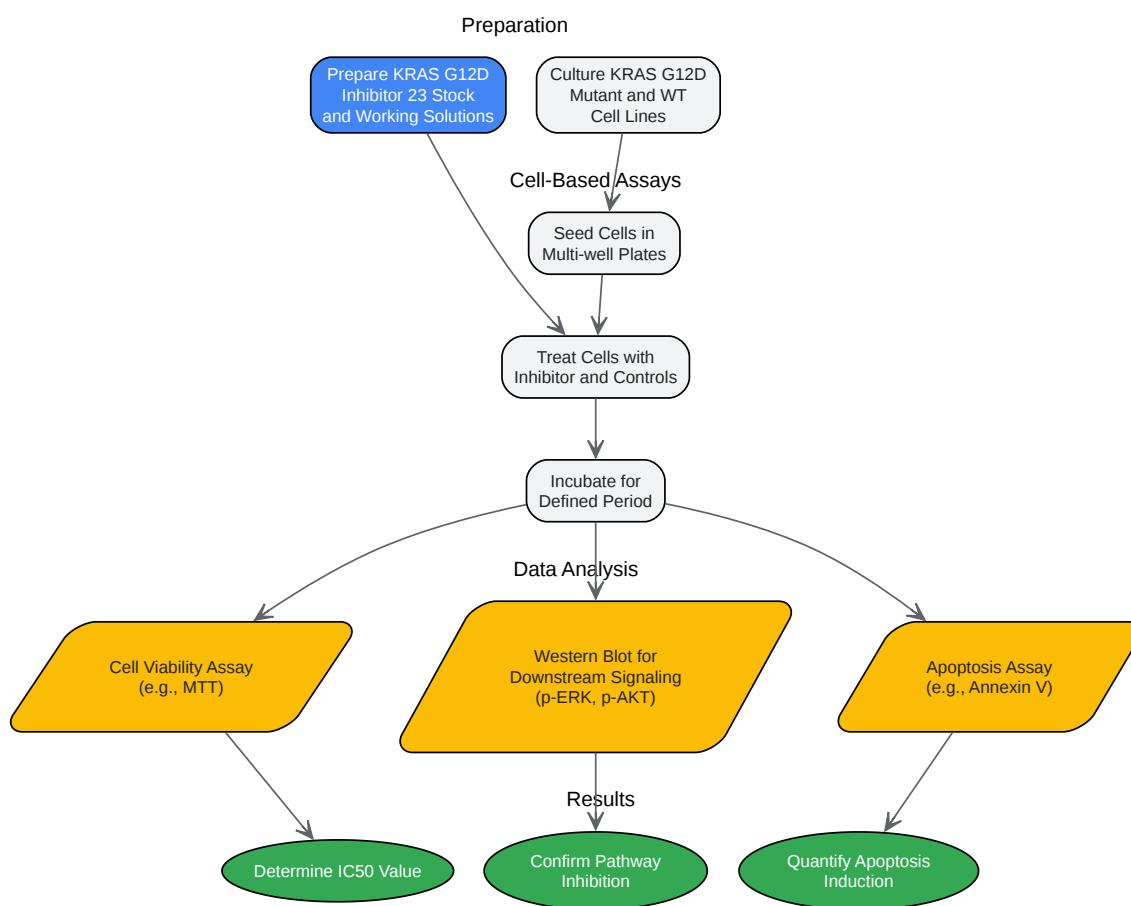 Preparation
Prepare KRAS G12D
Inhibitor 23 Stock
and Working Solutions
Culture KRAS G12D
Mutant and WT
Cell Lines
Cell-Based Assays
Seed Cells in
Multi-well Plates
Treat Cells with
Inhibitor and Controls
Incubate for
Defined Period
Data Analysis
Cell Viability Assay
(e.g., MTT)
Western Blot for
Downstream Signaling
(p-ERK, p-AKT)
Apoptosis Assay
(e.g., Annexin V)
Results
Determine IC50 Value
Confirm Pathway
Inhibition
Quantify Apoptosis
Induction